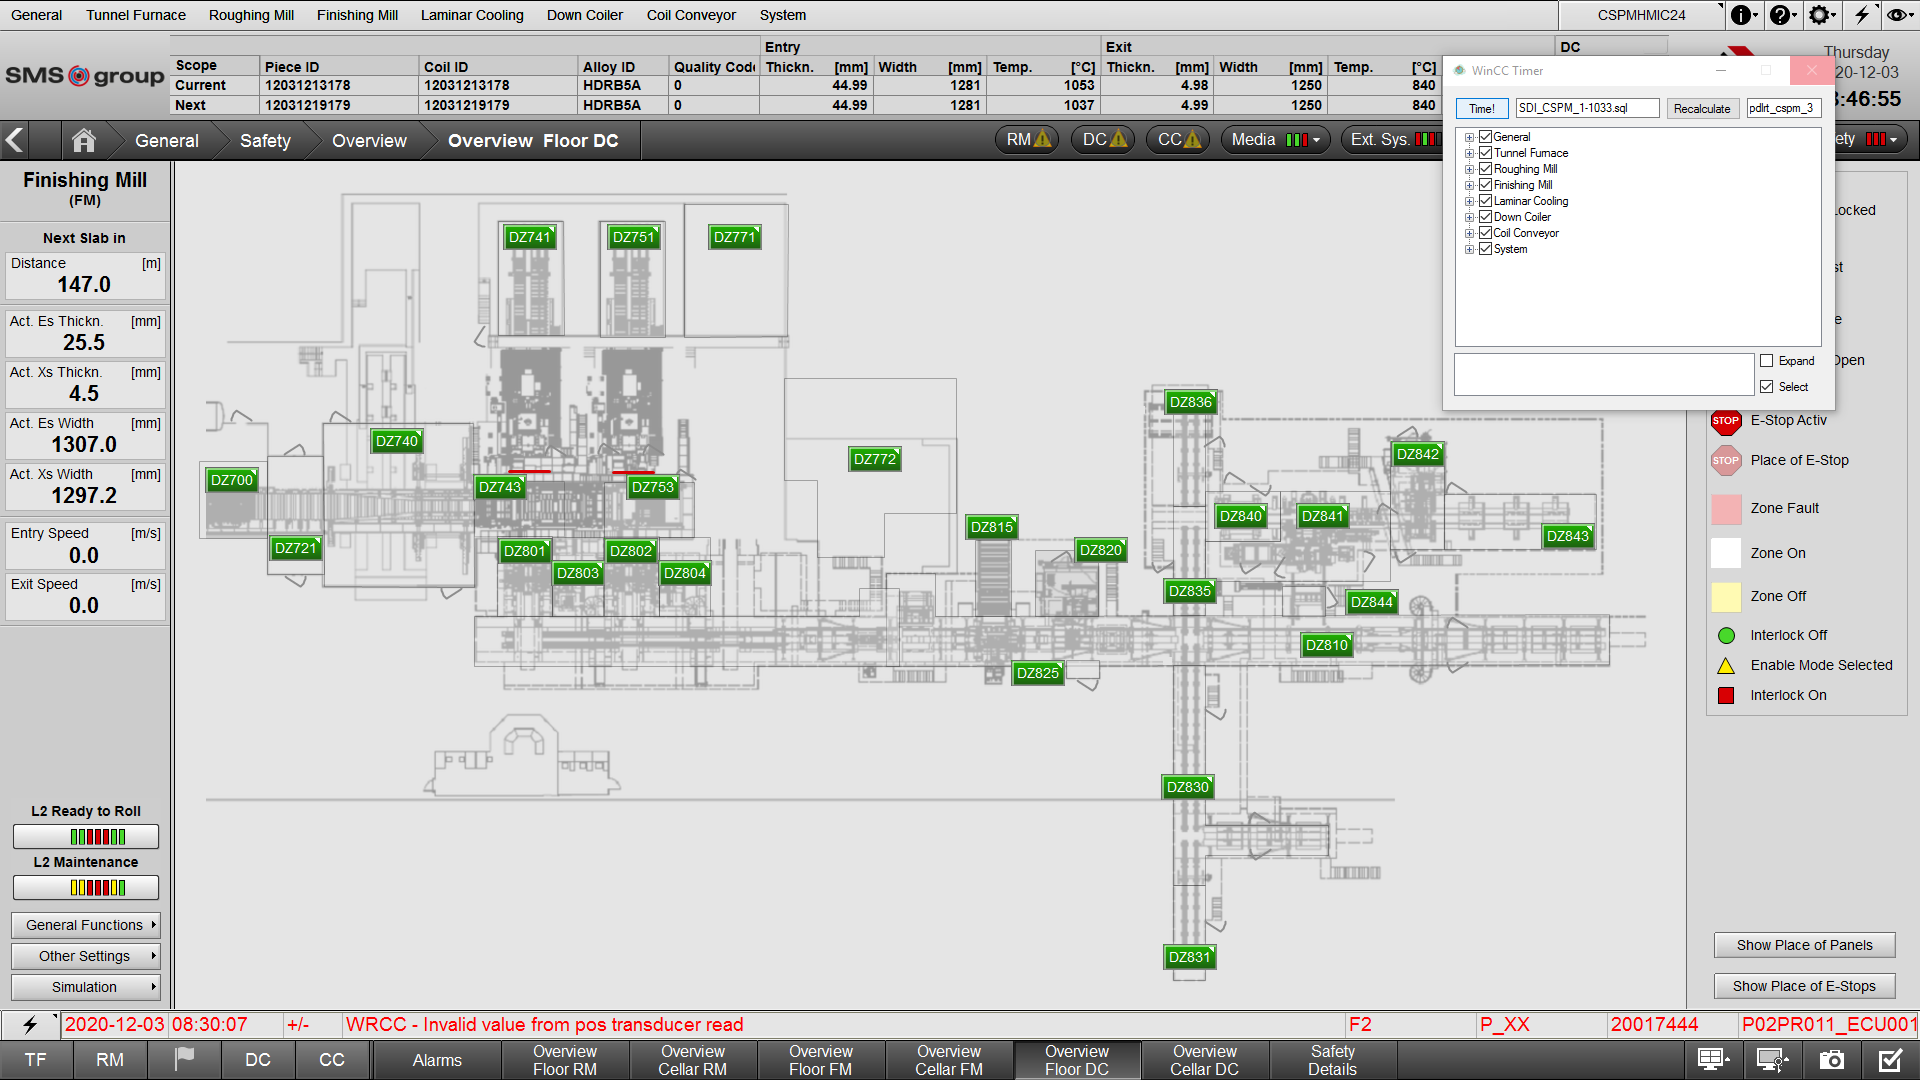 General Tunnel Furnace Roughing Mill Finishing Mill Laminar Cooling Down Coiler Coil Conveyor System CSPMHMIC24
SMS group
Entry Exit DC
Scope Piece ID Coil ID Alloy ID Quality Code Thickn. [mm] Width [mm] Temp. [°C] Thickn. [mm] Width [mm] Temp. [°C]
Current 12031213178 12031213178 HDRB5A 0 44.99 1281 1053 4.98 1250 840
Next 12031219179 12031219179 HDRB5A 0 44.99 1281 1037 4.99 1250 840
Thursday
20-12-03
3:46:55
General Safety Overview Overview Floor DC RM DC CC Media Ext. Sys. ety
WinCC Timer
Time! SDI_CSPM_1-1033.sql Recalculate pdlrt_cspm_3
General
Tunnel Furnace
Roughing Mill
Finishing Mill
Laminar Cooling
Down Coiler
Coil Conveyor
System
Expand
Select
Finishing Mill
(FM)
Next Slab in
Distance [m]
147.0
Act. Es Thickn. [mm]
25.5
Act. Xs Thickn. [mm]
4.5
Act. Es Width [mm]
1307.0
Act. Xs Width [mm]
1297.2
Entry Speed [m/s]
0.0
Exit Speed [m/s]
0.0
L2 Ready to Roll
L2 Maintenance
General Functions
Other Settings
Simulation
DZ741 DZ751 DZ771
DZ836
DZ740
DZ842
DZ772
DZ700
DZ743 DZ753
DZ840 DZ841
DZ815
DZ843
DZ721
DZ801 DZ802
DZ820
DZ803 DZ804
DZ835
DZ844
DZ810
DZ825
DZ830
DZ831
Locked
st
e
Open
STOP E-Stop Activ
STOP Place of E-Stop
Zone Fault
Zone On
Zone Off
Interlock Off
Enable Mode Selected
Interlock On
Show Place of Panels
Show Place of E-Stops
2020-12-03 08:30:07 +/- WRCC - Invalid value from pos transducer read F2 P_XX 20017444 P02PR011_ECU001
TF RM DC CC Alarms
Overview Floor RM
Overview Cellar RM
Overview Floor FM
Overview Cellar FM
Overview Floor DC
Overview Cellar DC
Safety Details